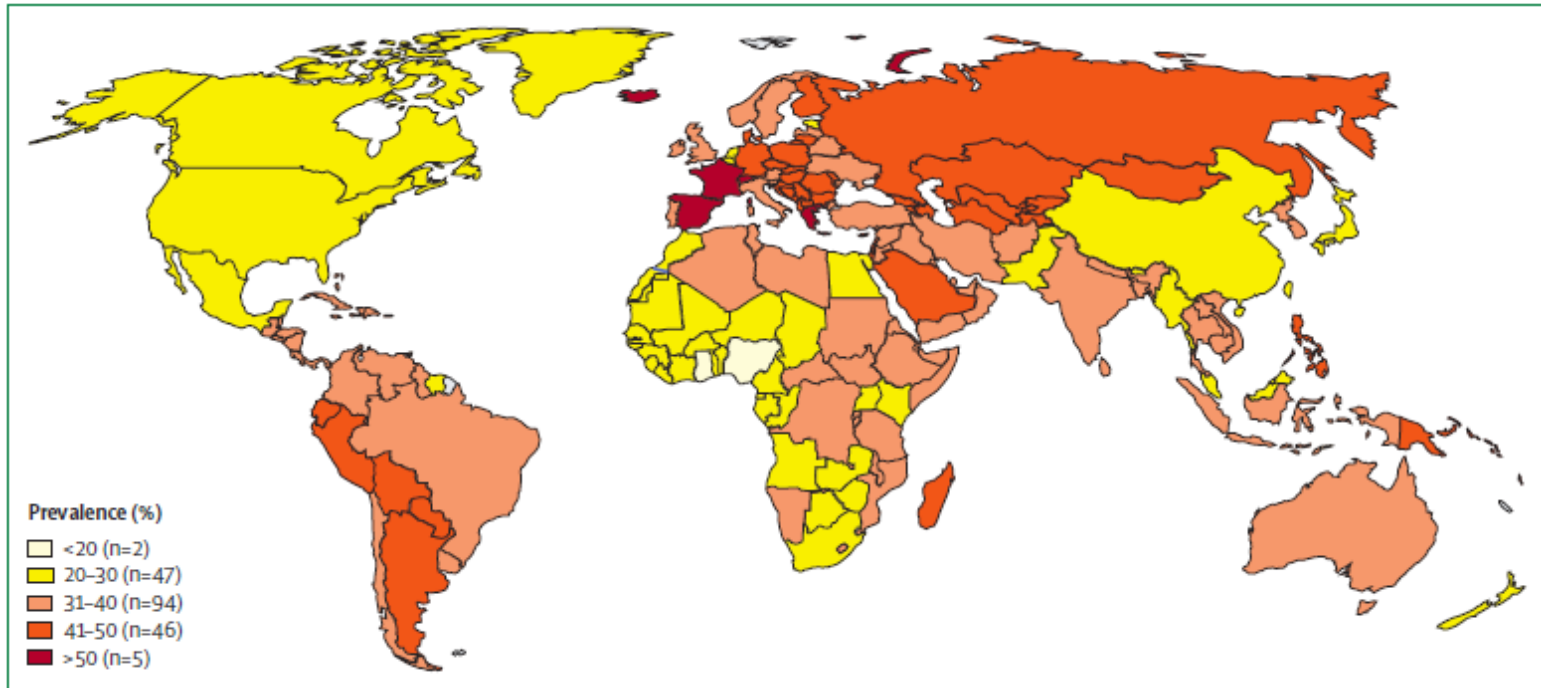 Prevalence (%)
<20 (n=2)
20–30 (n=47)
31–40 (n=94)
41–50 (n=46)
>50 (n=5)